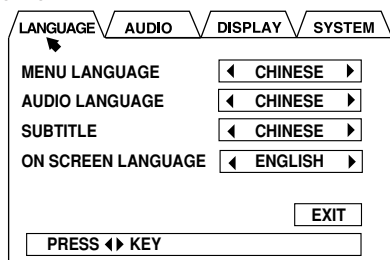 LANGUAGE AUDIO DISPLAY SYSTEM
MENU LANGUAGE CHINESE
AUDIO LANGUAGE CHINESE
SUBTITLE CHINESE
ON SCREEN LANGUAGE ENGLISH
EXIT
PRESS KEY